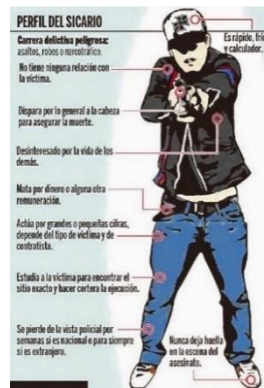 PERFIL DEL SICARIO
Carrera delictiva peligrosa:
asaltos, robos o narcotráfico.
Es rápido, frí
y calculador.
No tiene ninguna relación con
la víctima.
Dispara por lo general a la cabeza
para asegurar la muerte.
Desinteresado por la vida de los
demás.
Mata por dinero o alguna otra
remuneración.
Actúa por grandes o pequeñas cifras,
depende del tipo de víctima y de
contratista.
Estudia a la víctima para encontrar el
sitio exacto y hacer certera la ejecución.
Se pierde de la vista policial por
semanas si es nacional e para siempre
si es extranjero.
Nunca deja huella
en la escena del
asesinato.